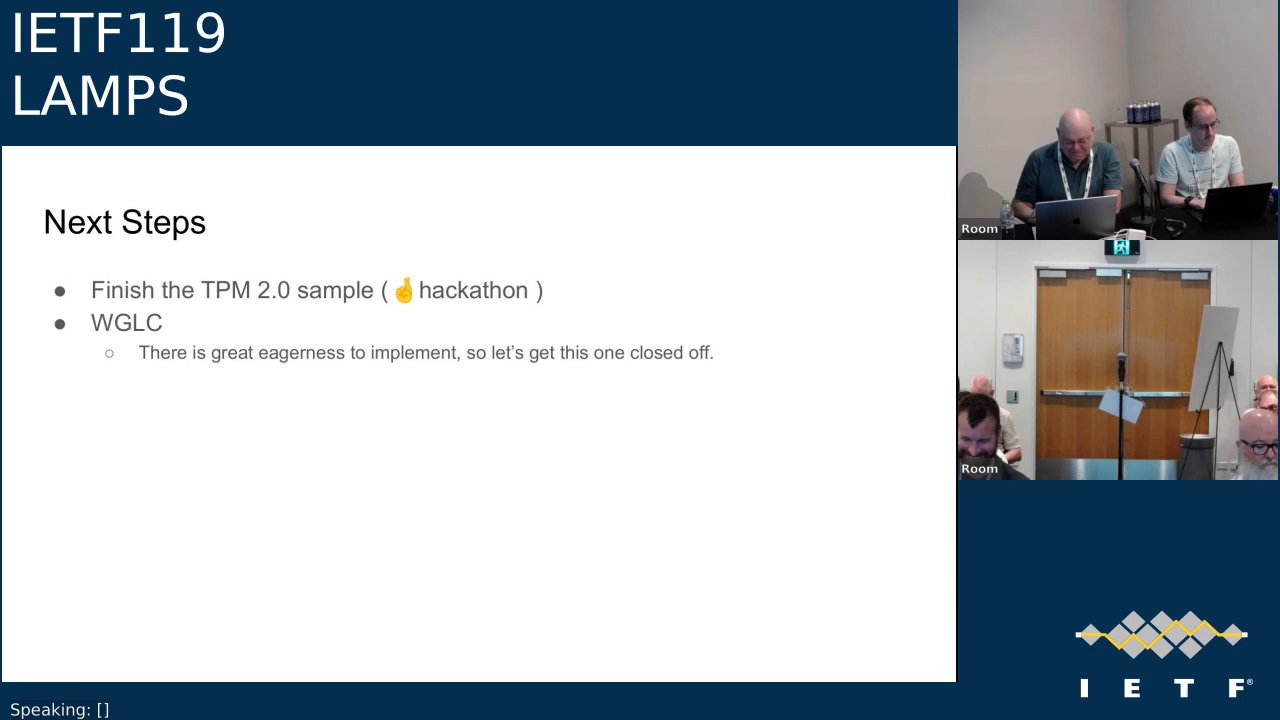 IETF119
LAMPS
Next Steps
● Finish the TPM 2.0 sample ( 🤞hackathon )
● WGLC
○ There is great eagerness to implement, so let's get this one closed off.
Room
Room
I E T F®
Speaking: []